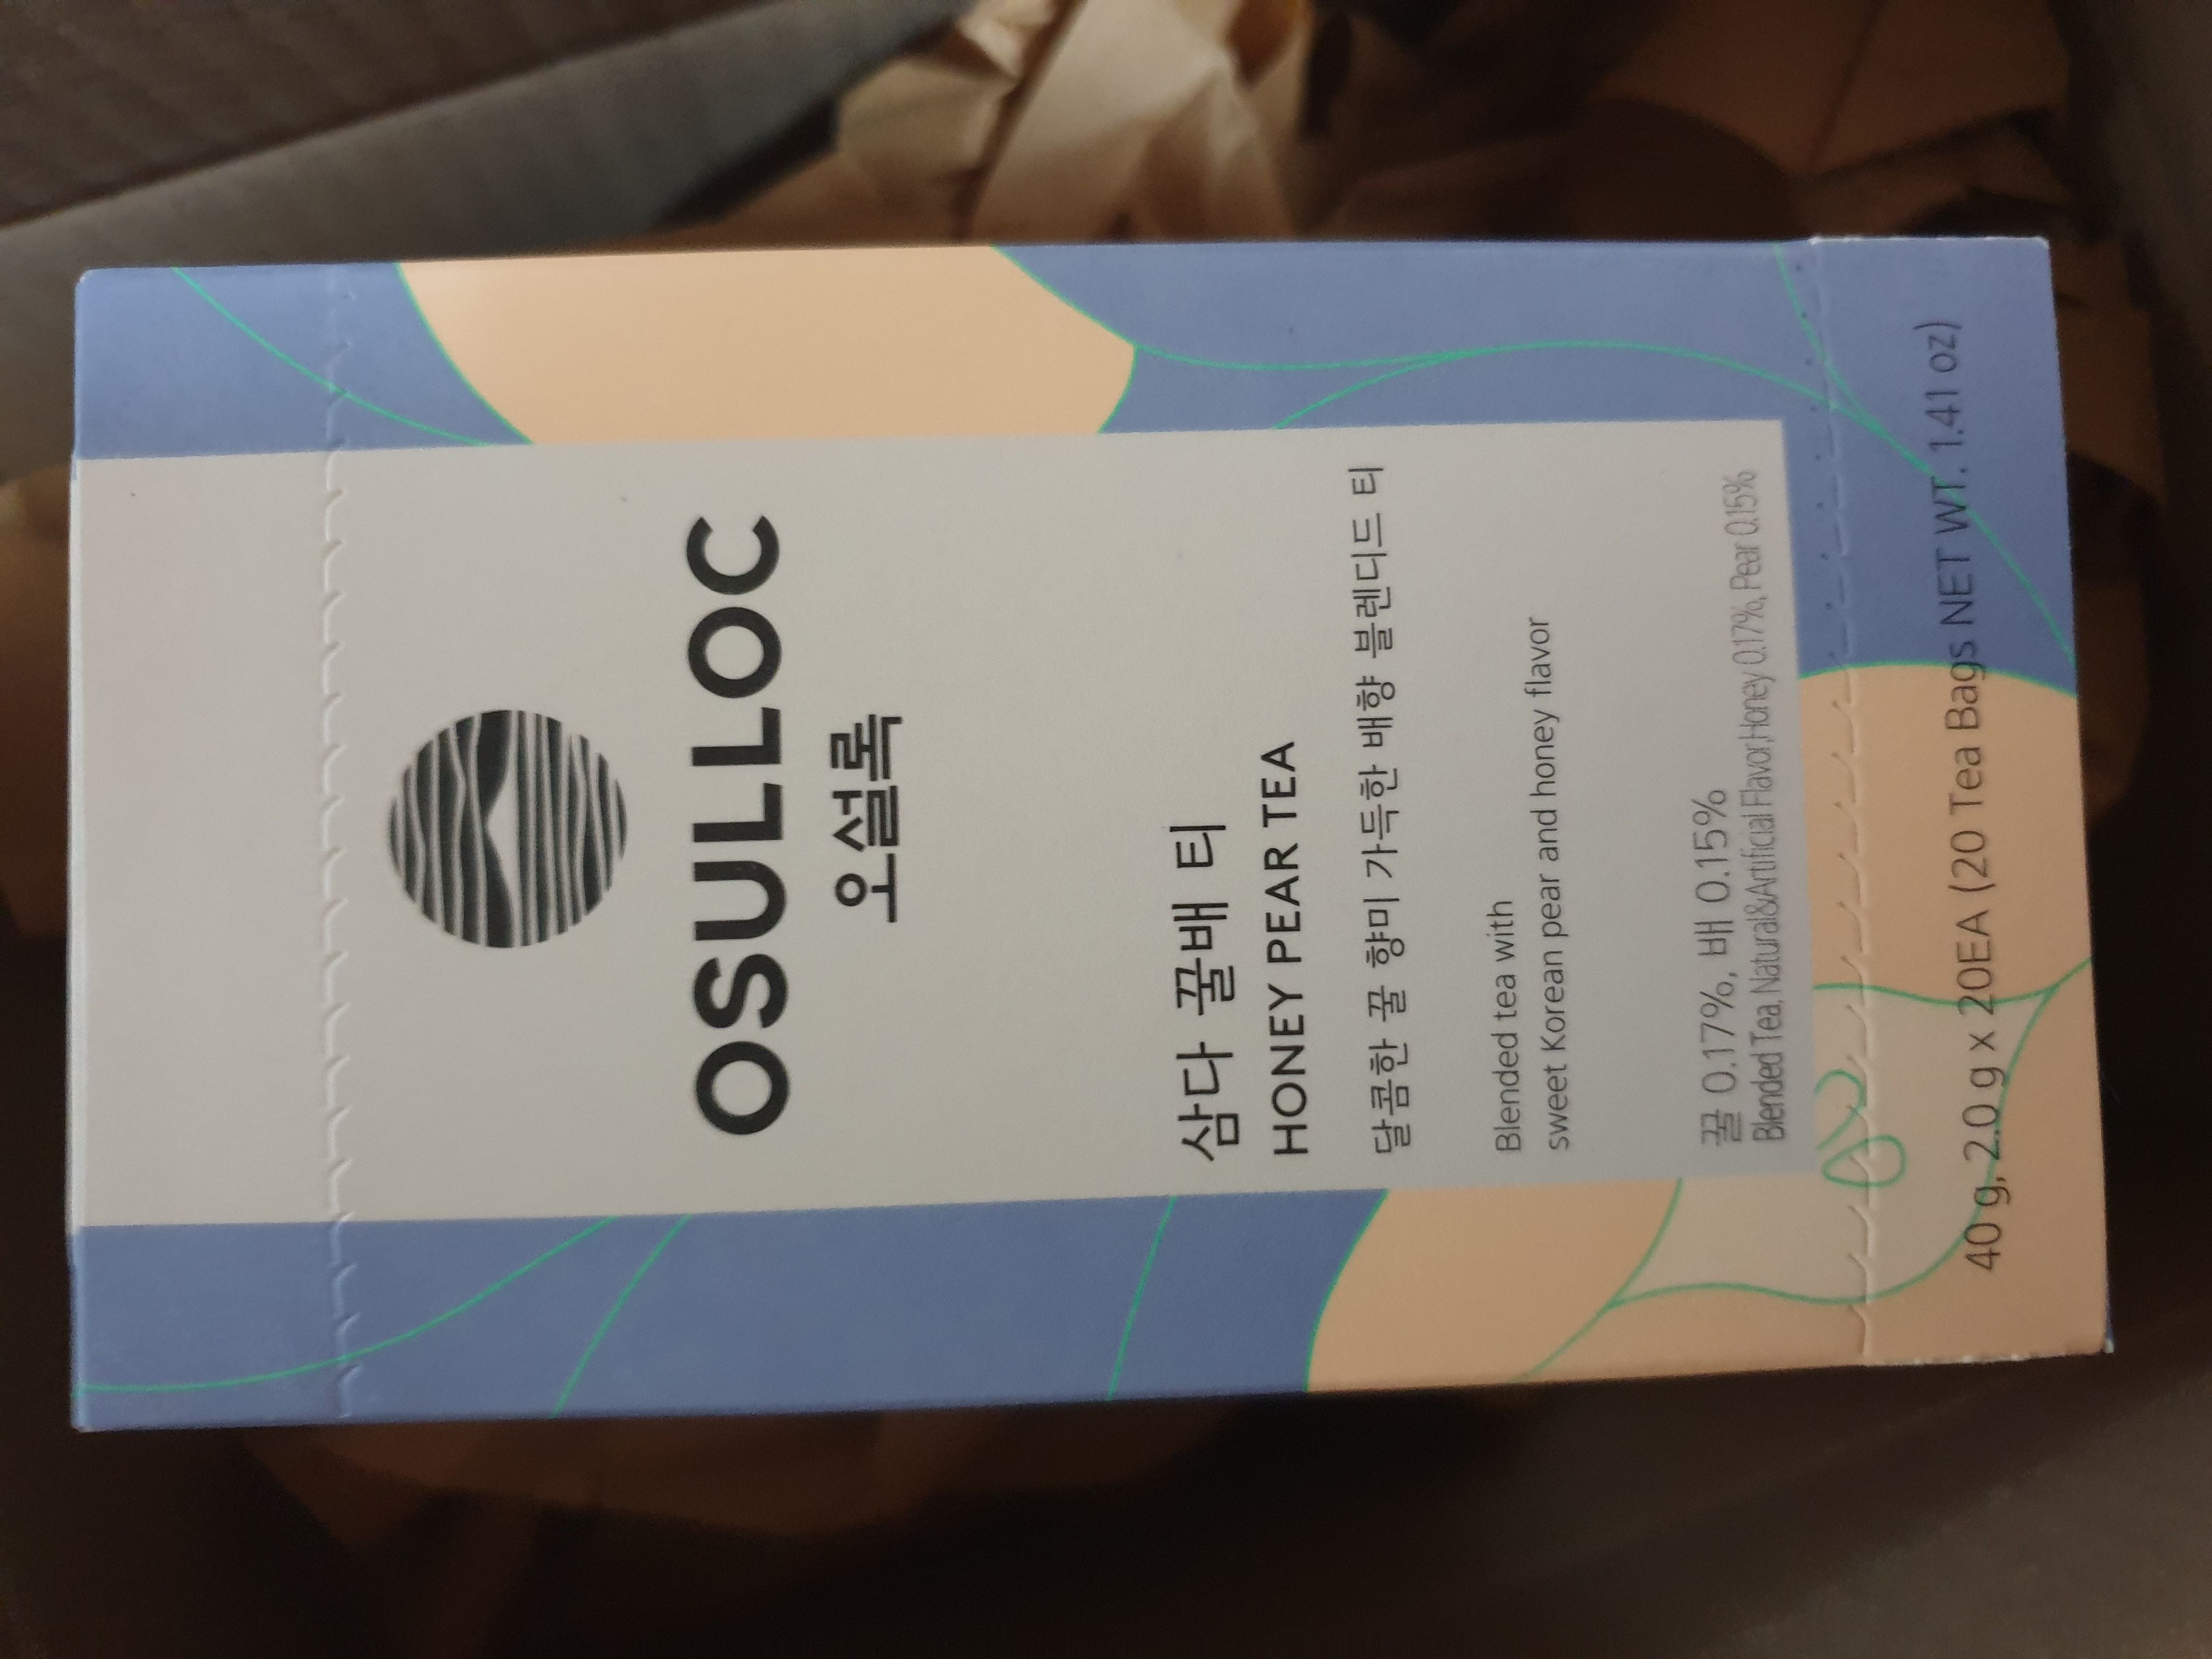 OSULLOC
오설록
삼다 꿀배 티
HONEY PEAR TEA
달콤한 꿀 향미 가득한 배향 블렌디드 티
Blended tea with
sweet Korean pear and honey flavor
꿀 0.17%, 배 0.15%
Blended Tea, Natural&Artificial Flavor, Honey 0.17%, Pear 0.15%
40 g, 2.0 g x 20EA (20 Tea Bags NET WT. 1.41 oz)